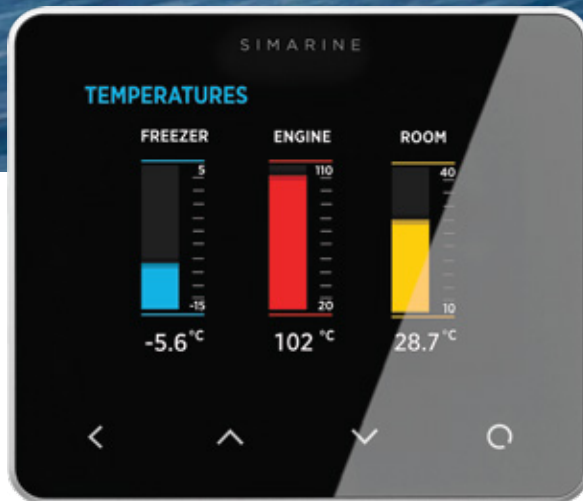 SIMARINE
TEMPERATURES
FREEZER ENGINE ROOM
5 110 40
-15 20 10
-5.6 °C 102 °C 28.7 °C